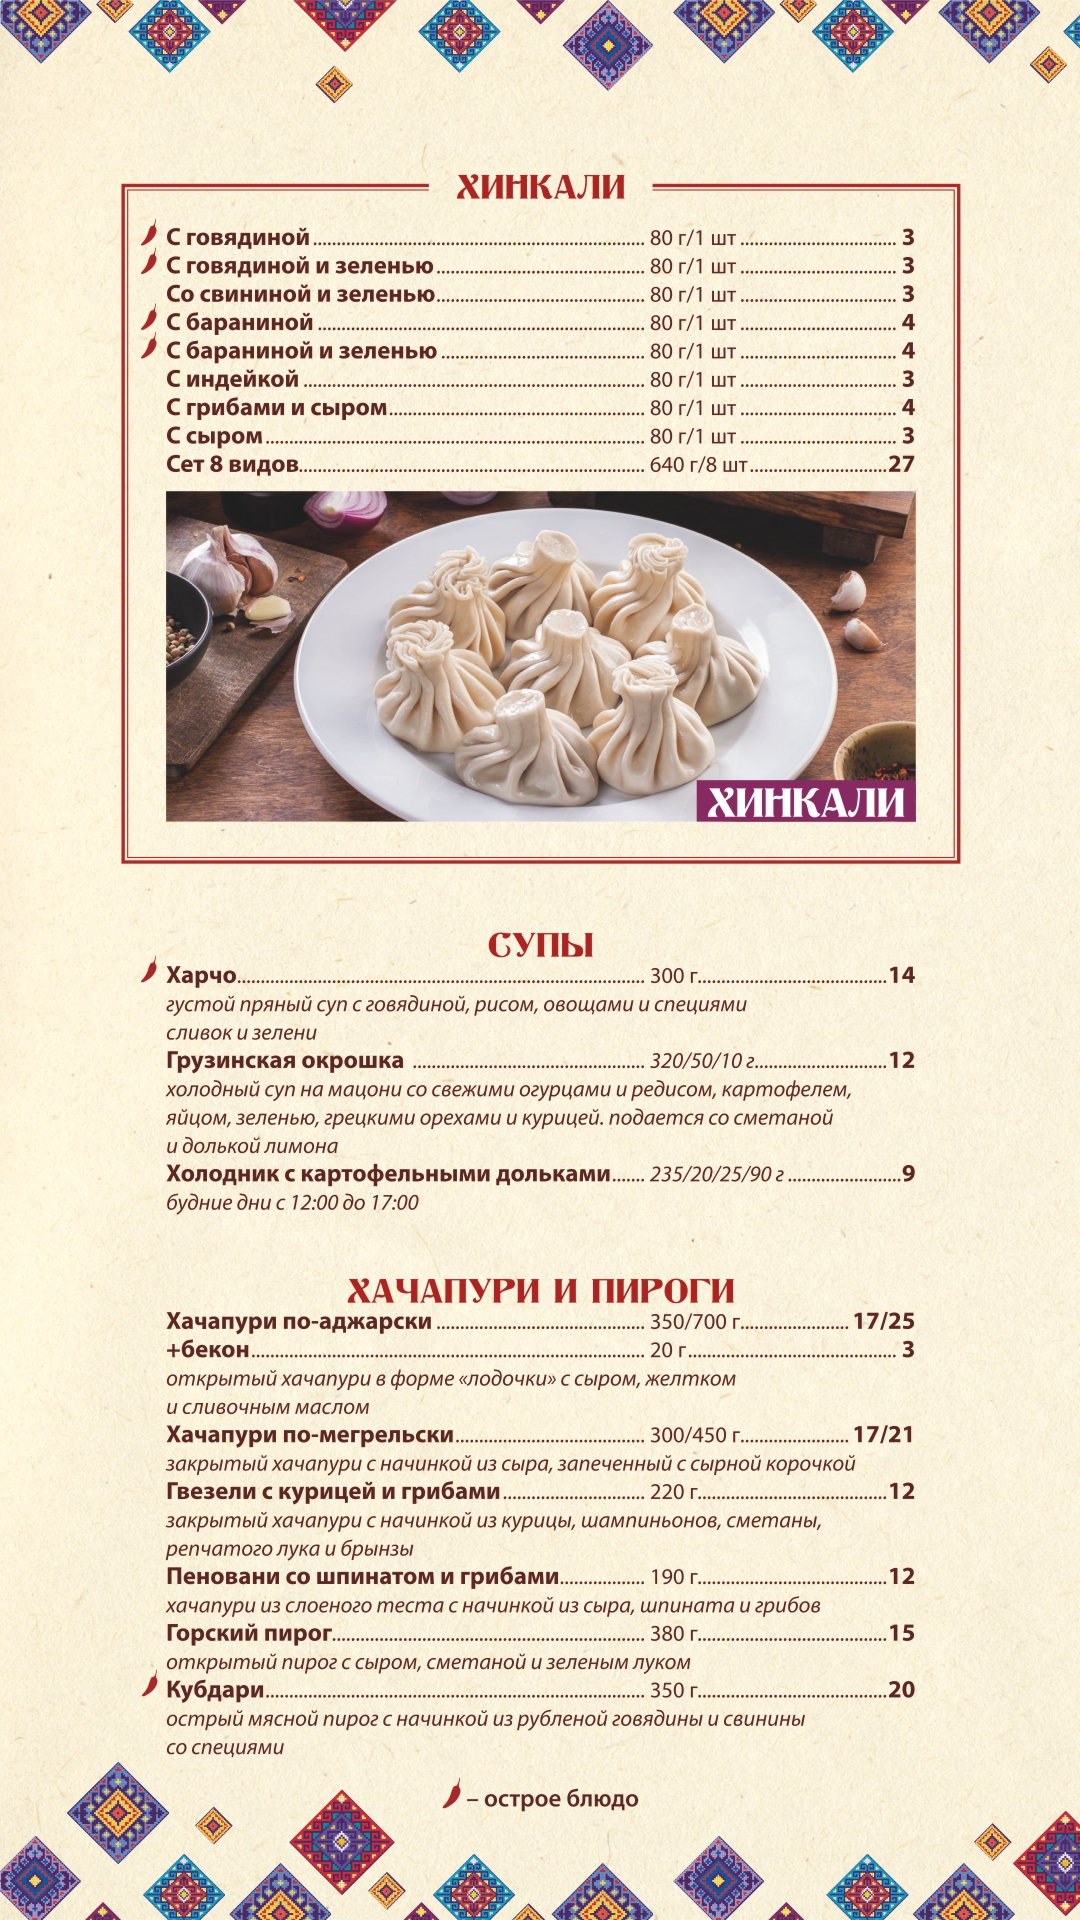 ХИНКАЛИ
С говядиной 80 г/1 шт 3
С говядиной и зеленью 80 г/1 шт 3
Со свининой и зеленью 80 г/1 шт 3
С бараниной 80 г/1 шт 4
С бараниной и зеленью 80 г/1 шт 4
С индейкой 80 г/1 шт 3
С грибами и сыром 80 г/1 шт 4
С сыром 80 г/1 шт 3
Сет 8 видов 640 г/8 шт 27
ХИНКАЛИ
СУПЫ
Харчо 300 г 14
густой пряный суп с говядиной, рисом, овощами и специями
сливок и зелени
Грузинская окрошка 320/50/10 г 12
холодный суп на мацони со свежими огурцами и редисом, картофелем,
яйцом, зеленью, грецкими орехами и курицей. подается со сметаной
и долькой лимона
Холодник с картофельными дольками 235/20/25/90 г 9
будние дни с 12:00 до 17:00
ХАЧАПУРИ И ПИРОГИ
Хачапури по-аджарски 350/700 г 17/25
+бекон 20 г 3
открытый хачапури в форме «лодочки» с сыром, желтком
и сливочным маслом
Хачапури по-мегрельски 300/450 г 17/21
закрытый хачапури с начинкой из сыра, запеченный с сырной корочкой
Гвезели с курицей и грибами 220 г 12
закрытый хачапури с начинкой из курицы, шампиньонов, сметаны,
репчатого лука и брынзы
Пеновани со шпинатом и грибами 190 г 12
хачапури из слоеного теста с начинкой из сыра, шпината и грибов
Горский пирог 380 г 15
открытый пирог с сыром, сметаной и зеленым луком
Кубдари 350 г 20
острый мясной пирог с начинкой из рубленой говядины и свинины
со специями
– острое блюдо